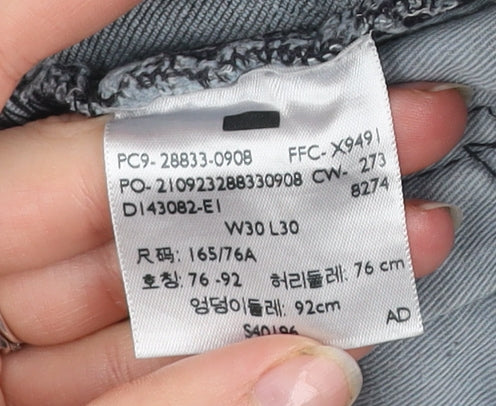 PC9- 28833-0908 FFC- X9491
PO- 210923288330908 CW- 273
D143082-E1 8274
W30 L30
尺码: 165/76A
호칭: 76 -92 허리둘레: 76 cm
엉덩이둘레: 92cm
S40196 AD